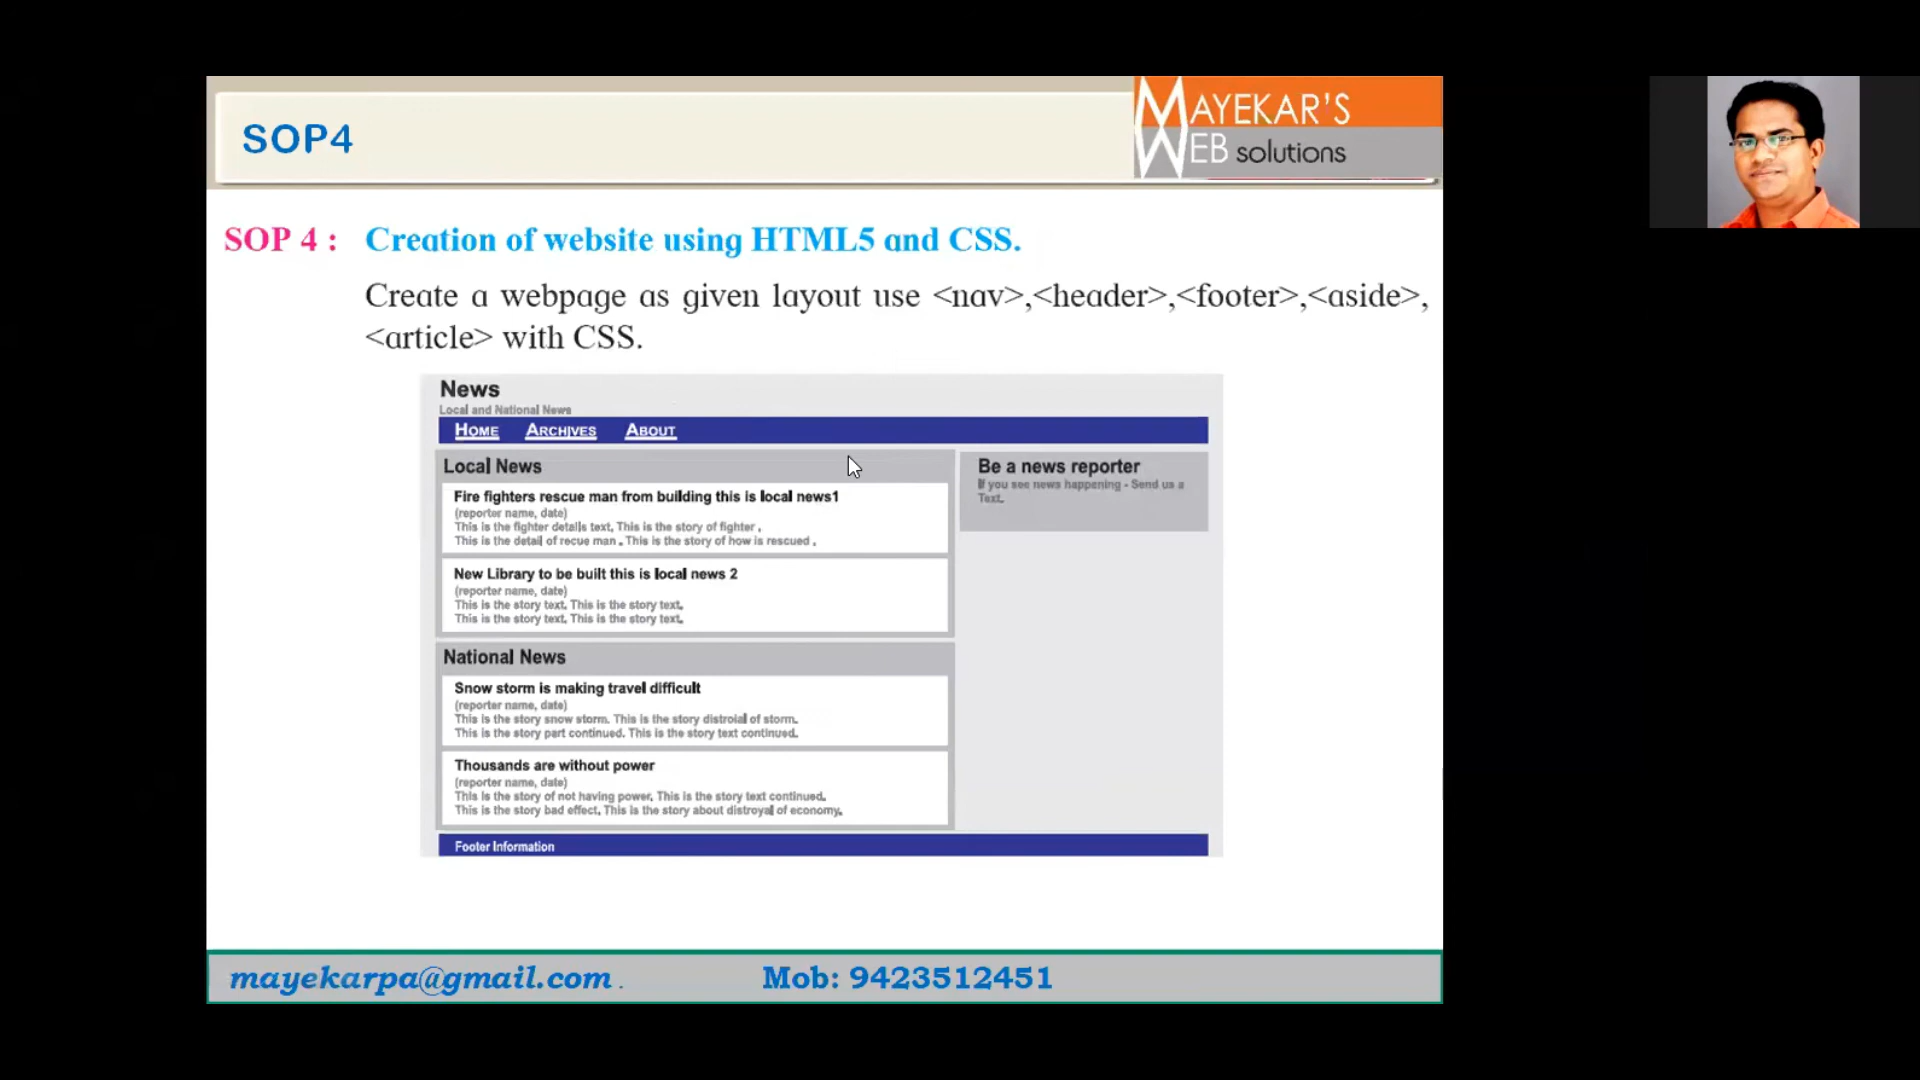 SOP4
MAYEKAR'S
WEB solutions
SOP 4 : Creation of website using HTML5 and CSS.
Create a webpage as given layout use <nav>,<header>,<footer>,<aside>,
<article> with CSS.
News
Local and National News
HOME ARCHIVES ABOUT
Local News
Fire fighters rescue man from building this is local news1
(reporter name, date)
This is the fighter details text. This is the story of fighter .
This is the detail of recue man . This is the story of how is rescued .
New Library to be built this is local news 2
(reporter name, date)
This is the story text. This is the story text.
This is the story text. This is the story text.
National News
Snow storm is making travel difficult
(reporter name, date)
This is the story snow storm. This is the story distroial of storm.
This is the story part continued. This is the story text continued.
Thousands are without power
(reporter name, date)
This is the story of not having power. This is the story text continued.
This is the story bad effect. This is the story about distroyal of economy.
Be a news reporter
If you see news happening - Send us a
Text.
Footer Information
mayekarpa@gmail.com . Mob: 9423512451